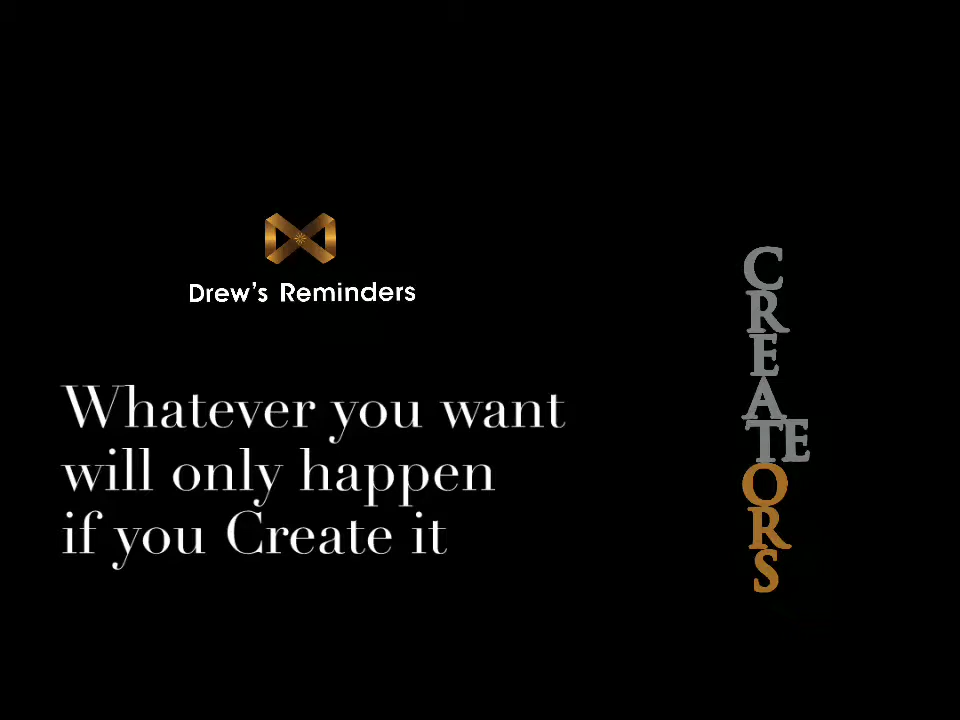 Drew's Reminders
Whatever you want
will only happen
if you Create it
C
R
E
A
TE
O
R
S